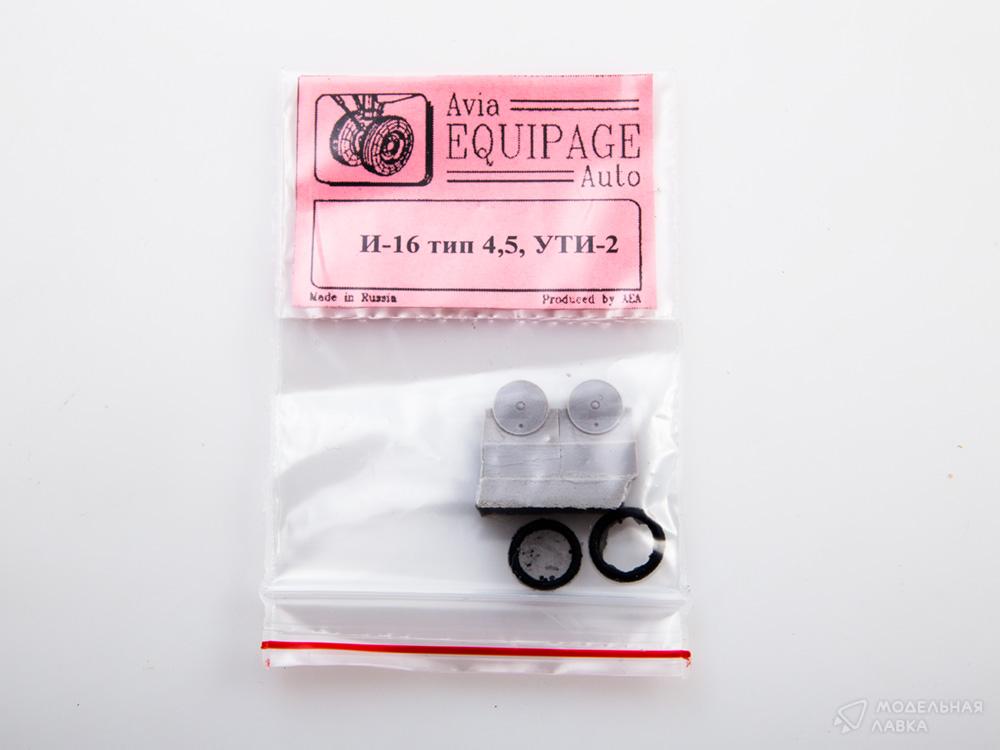 Avia
EQUIPAGE
Auto
И-16 тип 4,5, УТИ-2
Made in Russia
Produced by AEA
МОДЕЛЬНАЯ
ЛАВКА